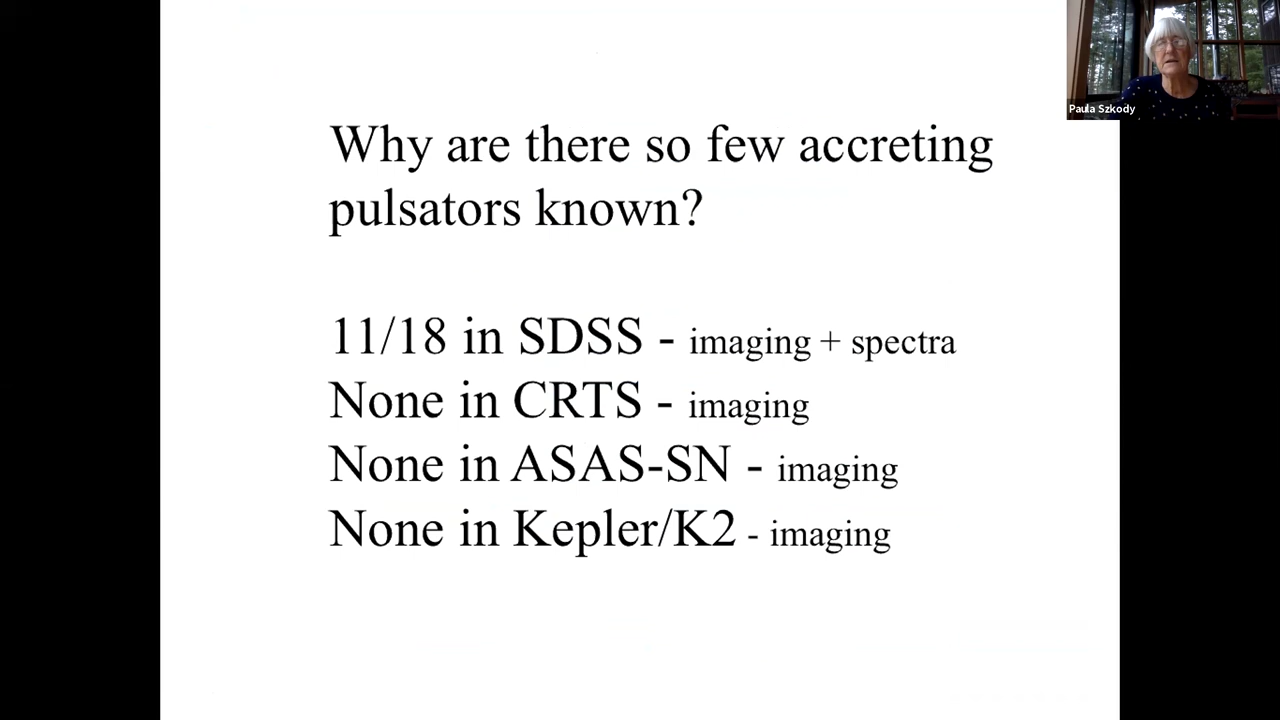 Paula Szkody
Why are there so few accreting
pulsators known?
11/18 in SDSS - imaging + spectra
None in CRTS - imaging
None in ASAS-SN - imaging
None in Kepler/K2 - imaging